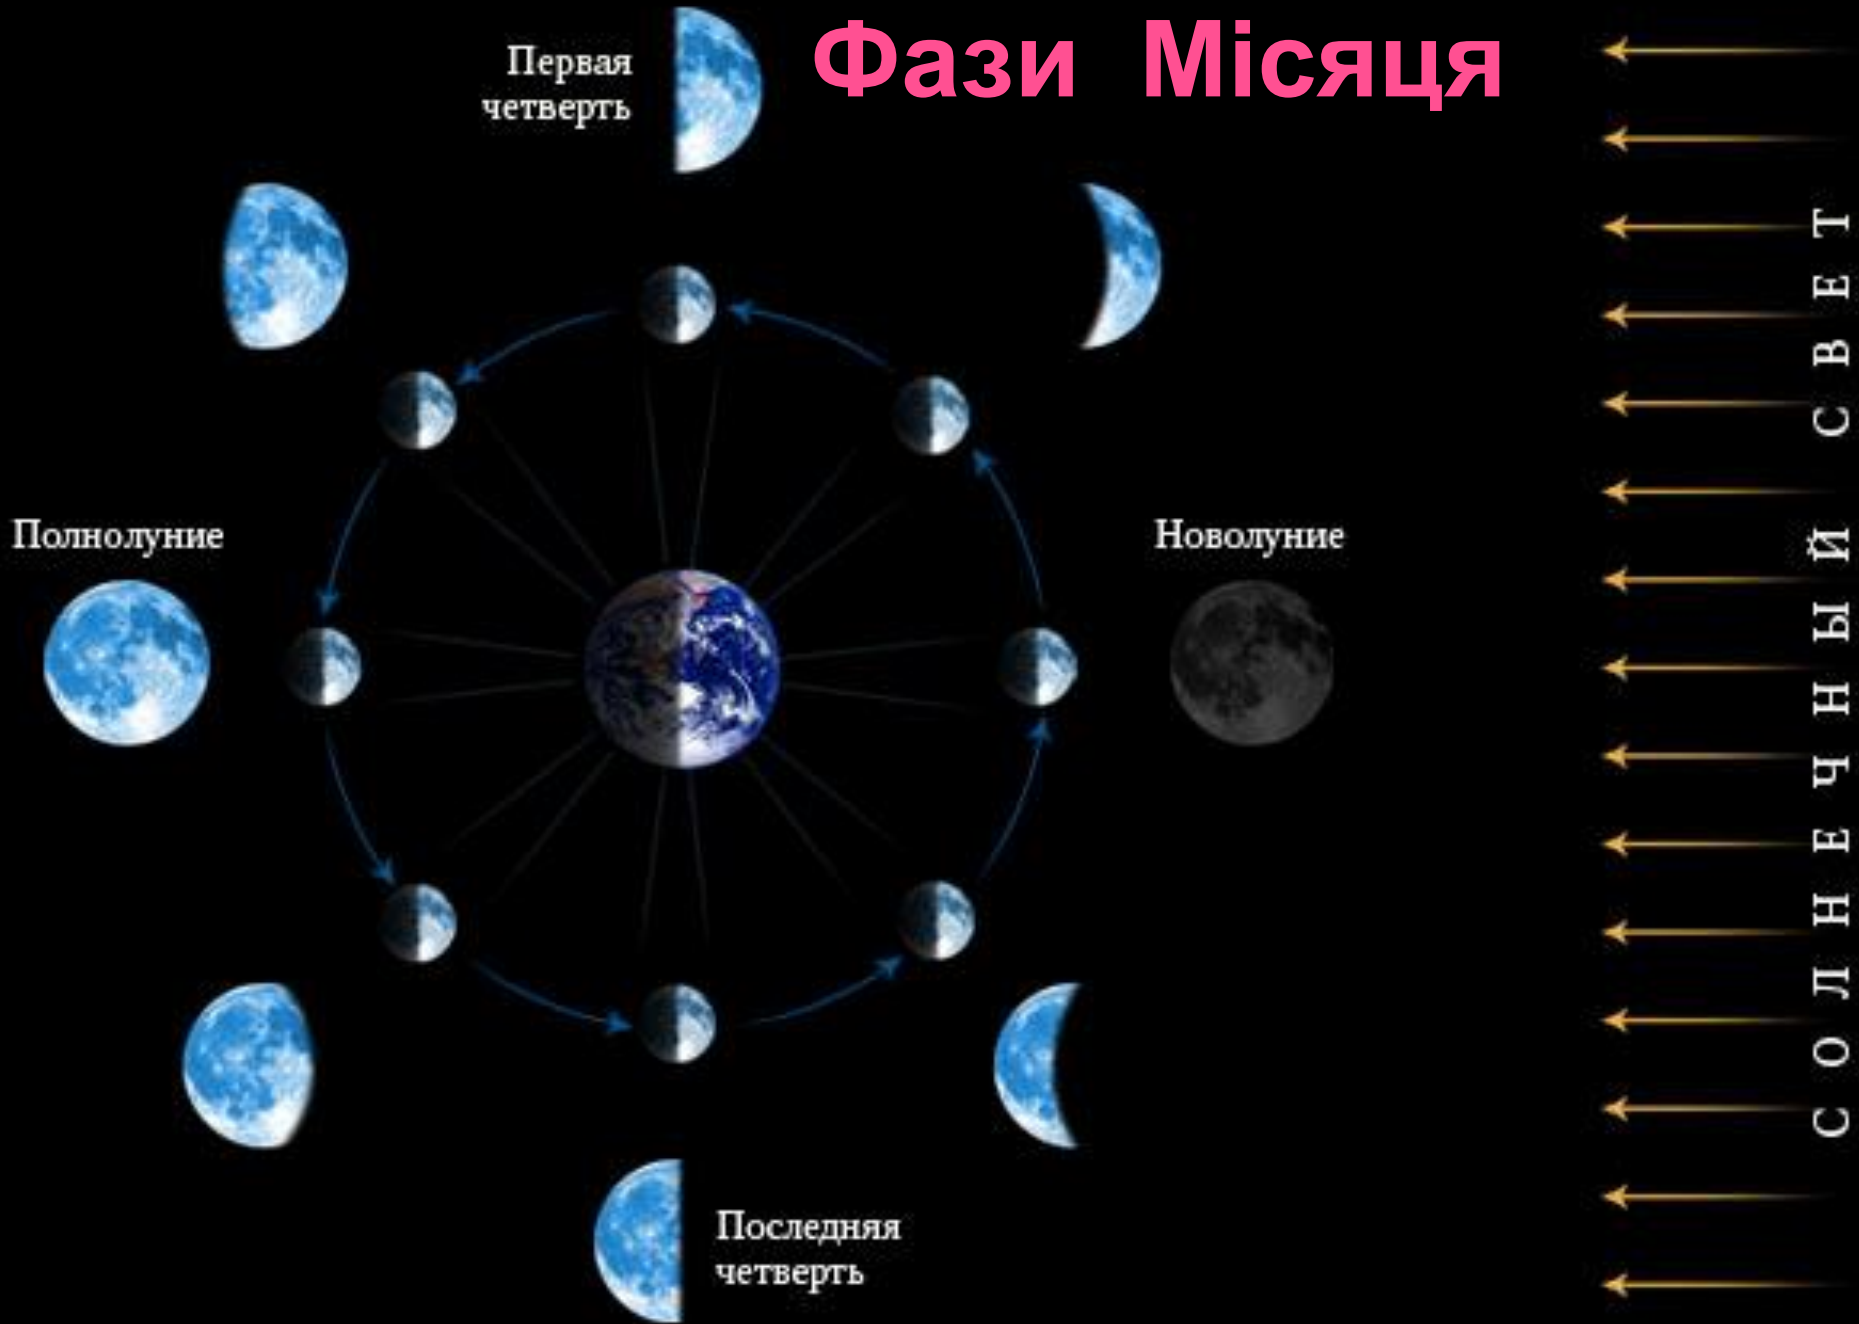 Фази Місяця
Первая
четверть
Полнолуние
Новолуние
Последняя
четверть
СОЛНЕЧНЫЙ СВЕТ